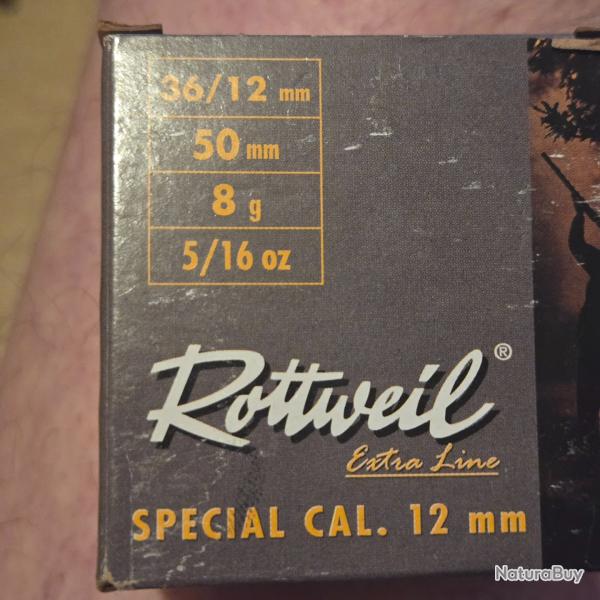 36/12 mm
50 mm
8 g
5/16 oz
Rottweil®
Extra Line
SPECIAL CAL. 12 mm
NaturaBuy